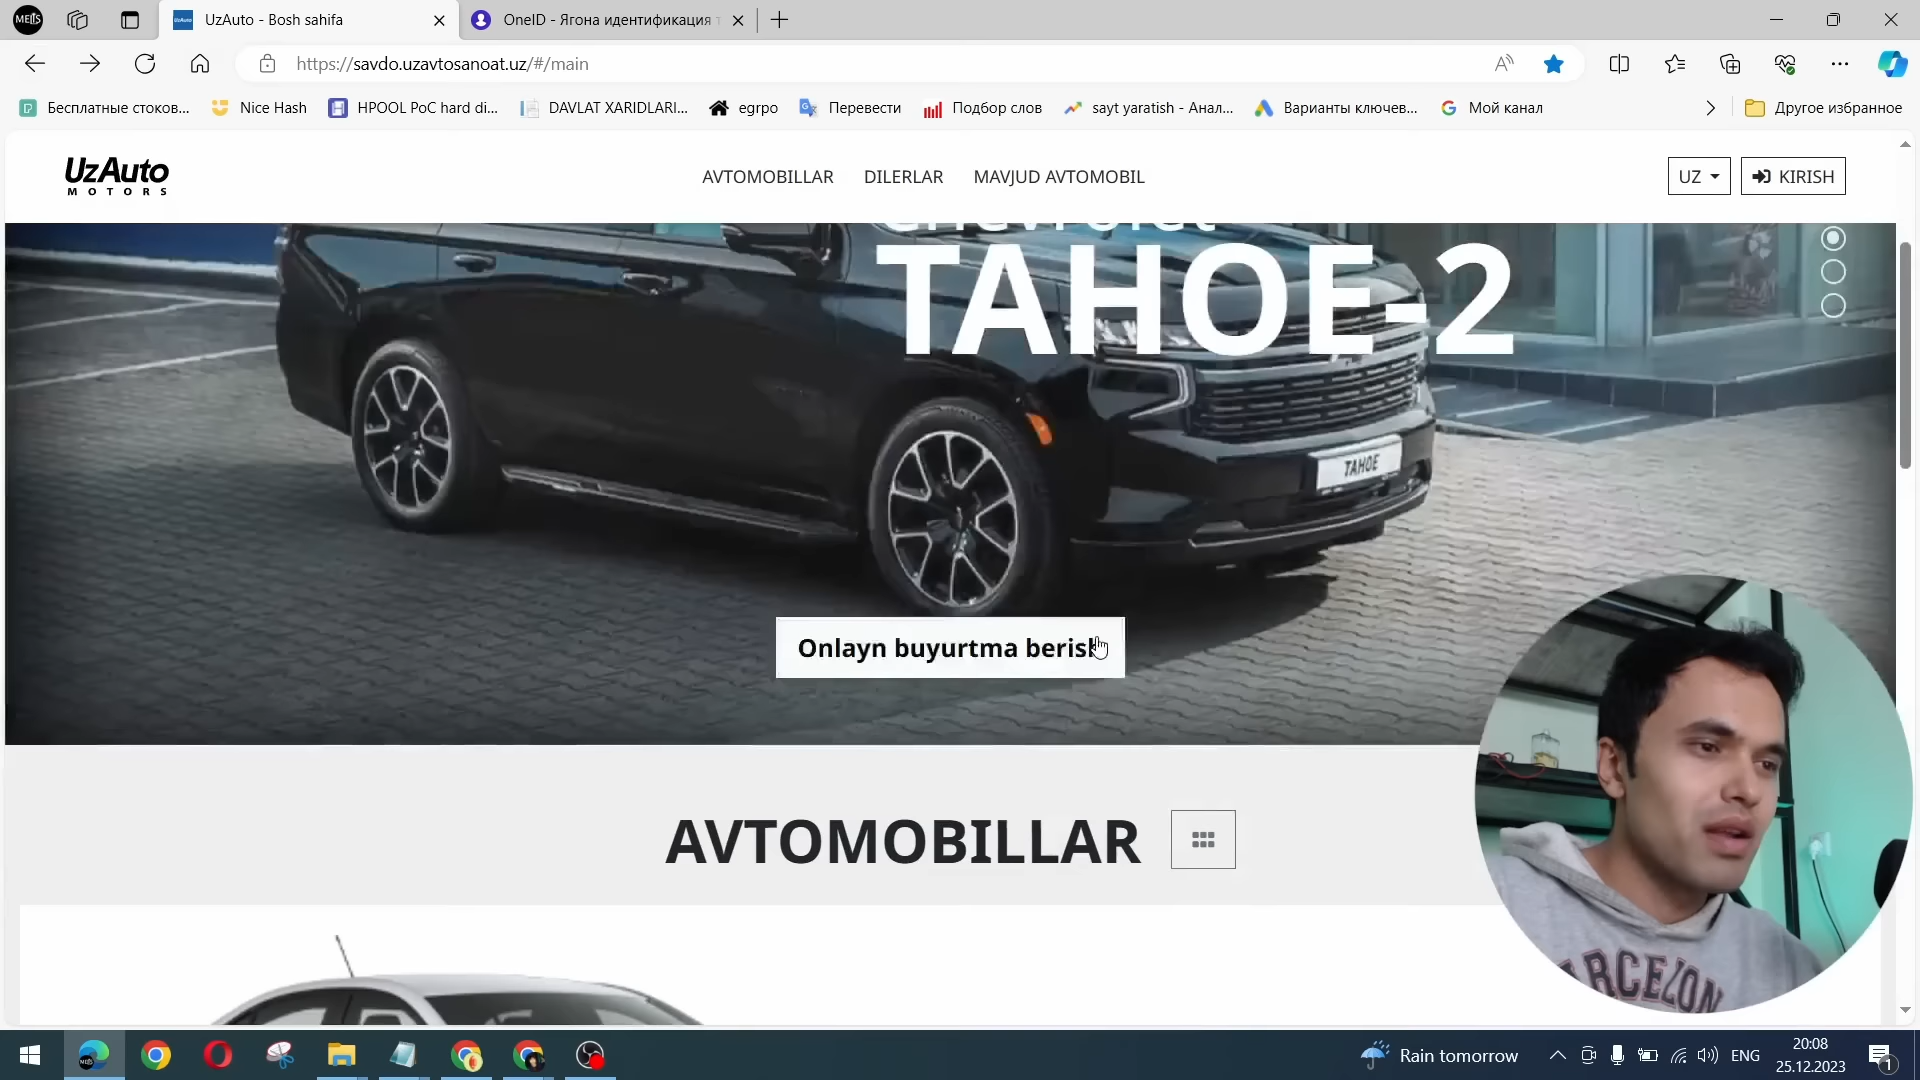 MEL1S
UzAuto - Bosh sahifa
OneID - Ягона идентификация т
https://savdo.uzavtosanoat.uz/#/main
Бесплатные стоков...
Nice Hash
HPOOL PoC hard di...
DAVLAT XARIDLARI...
egrpo
Перевести
Подбор слов
sayt yaratish - Анал...
Варианты ключев...
Мой канал
Другое избранное
UzAuto
MOTORS
AVTOMOBILLAR
DILERLAR
MAVJUD AVTOMOBIL
UZ
KIRISH
Chevrolet
TAHOE-2
TAHOE
Onlayn buyurtma berish
AVTOMOBILLAR
Rain tomorrow
ENG
20:08
25.12.2023
1